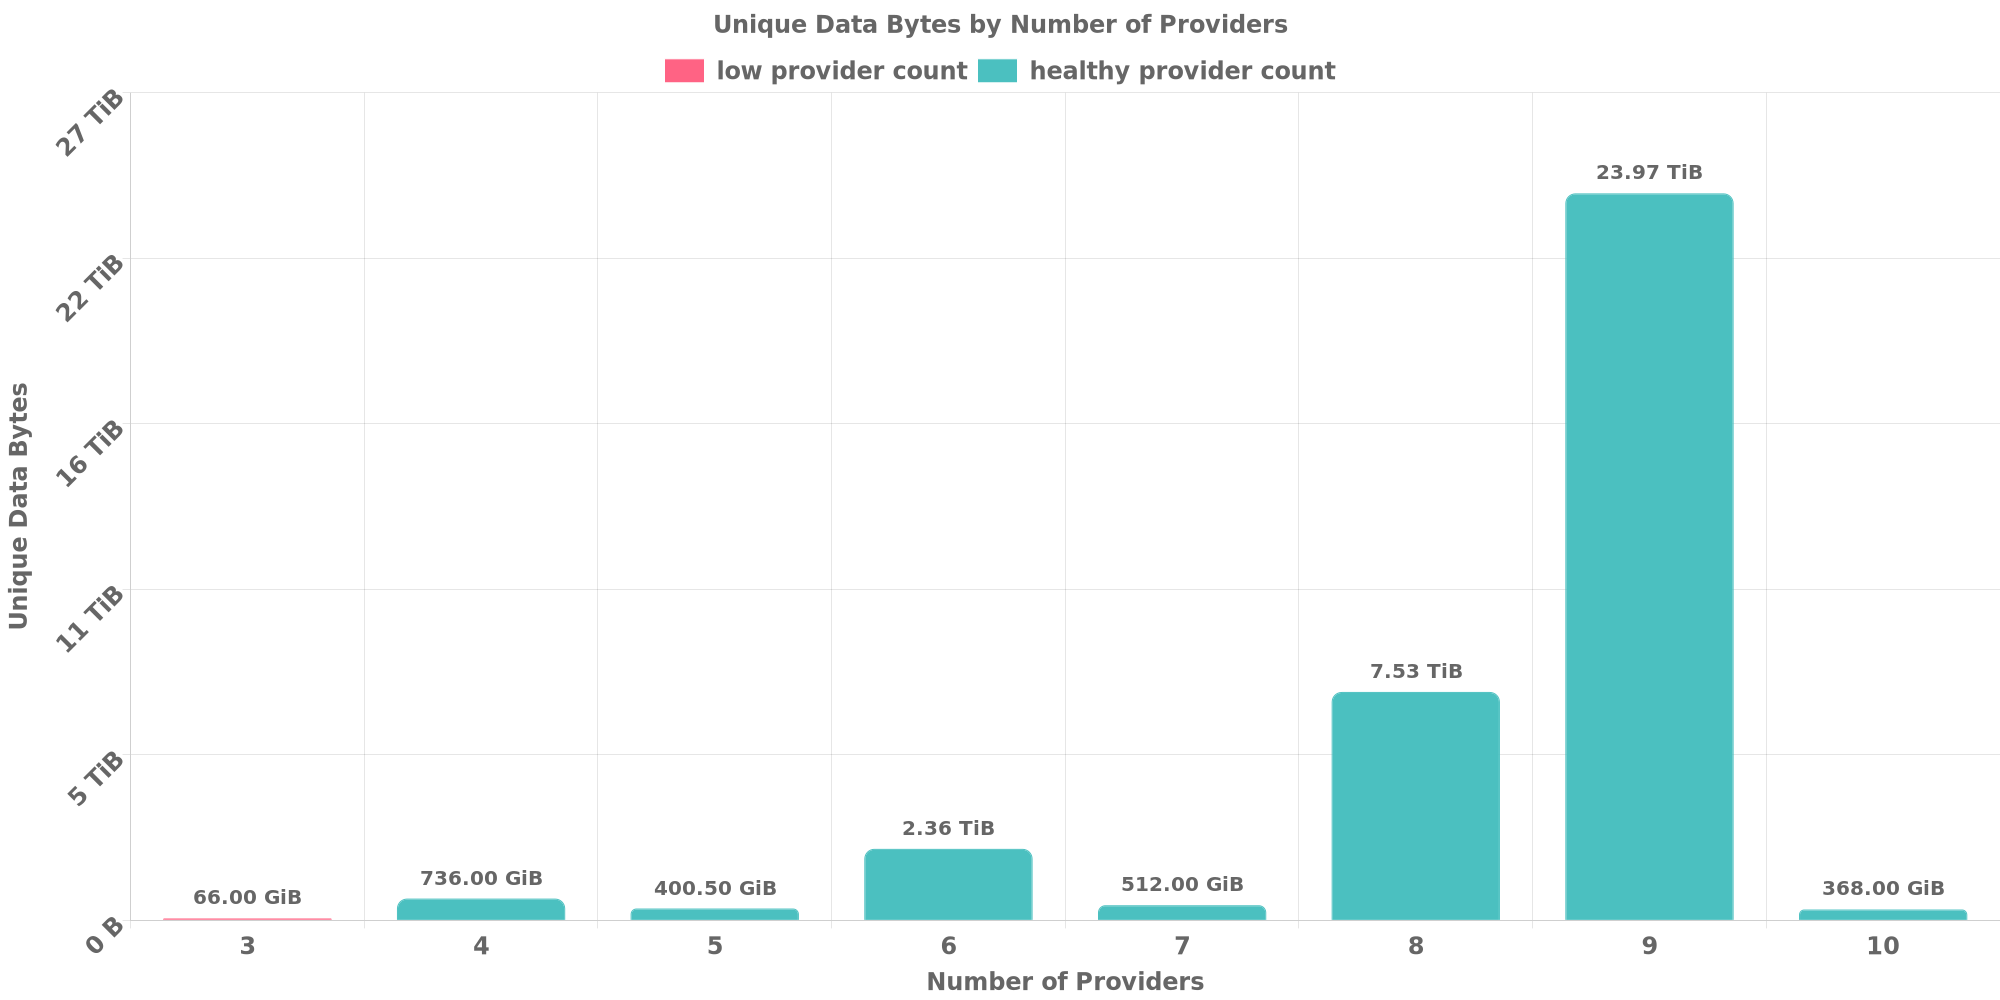 Unique Data Bytes by Number of Providers
low provider count healthy provider count
27 TiB
22 TiB
16 TiB
11 TiB
5 TiB
0 B
Unique Data Bytes
66.00 GiB
736.00 GiB
400.50 GiB
2.36 TiB
512.00 GiB
7.53 TiB
23.97 TiB
368.00 GiB
3 4 5 6 7 8 9 10
Number of Providers